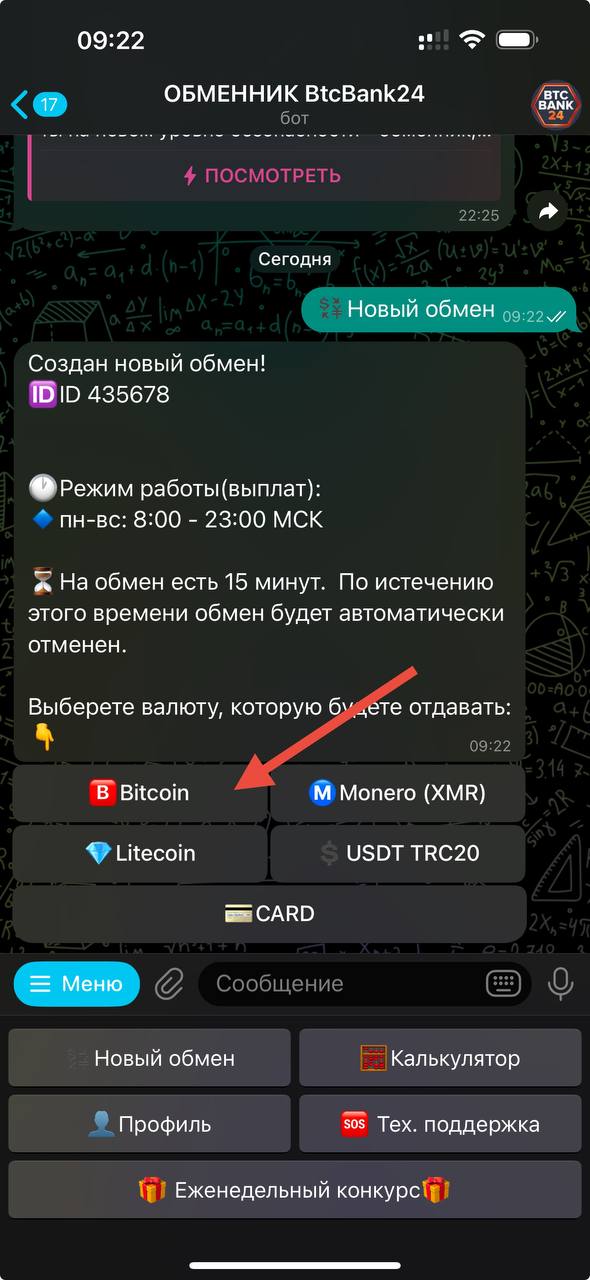 09:22
17
ОБМЕННИК BtcBank24
бот
BTC
BANK
24
ПОСМОТРЕТЬ
22:25
Сегодня
Новый обмен 09:22
Создан новый обмен!
ID ID 435678
Режим работы(выплат):
пн-вс: 8:00 - 23:00 МСК
На обмен есть 15 минут. По истечению
этого времени обмен будет автоматически
отменен.
Выберете валюту, которую будете отдавать:
09:22
B Bitcoin
M Monero (XMR)
Litecoin
$ USDT TRC20
CARD
Меню
Сообщение
Новый обмен
Калькулятор
Профиль
SOS Тех. поддержка
Еженедельный конкурс